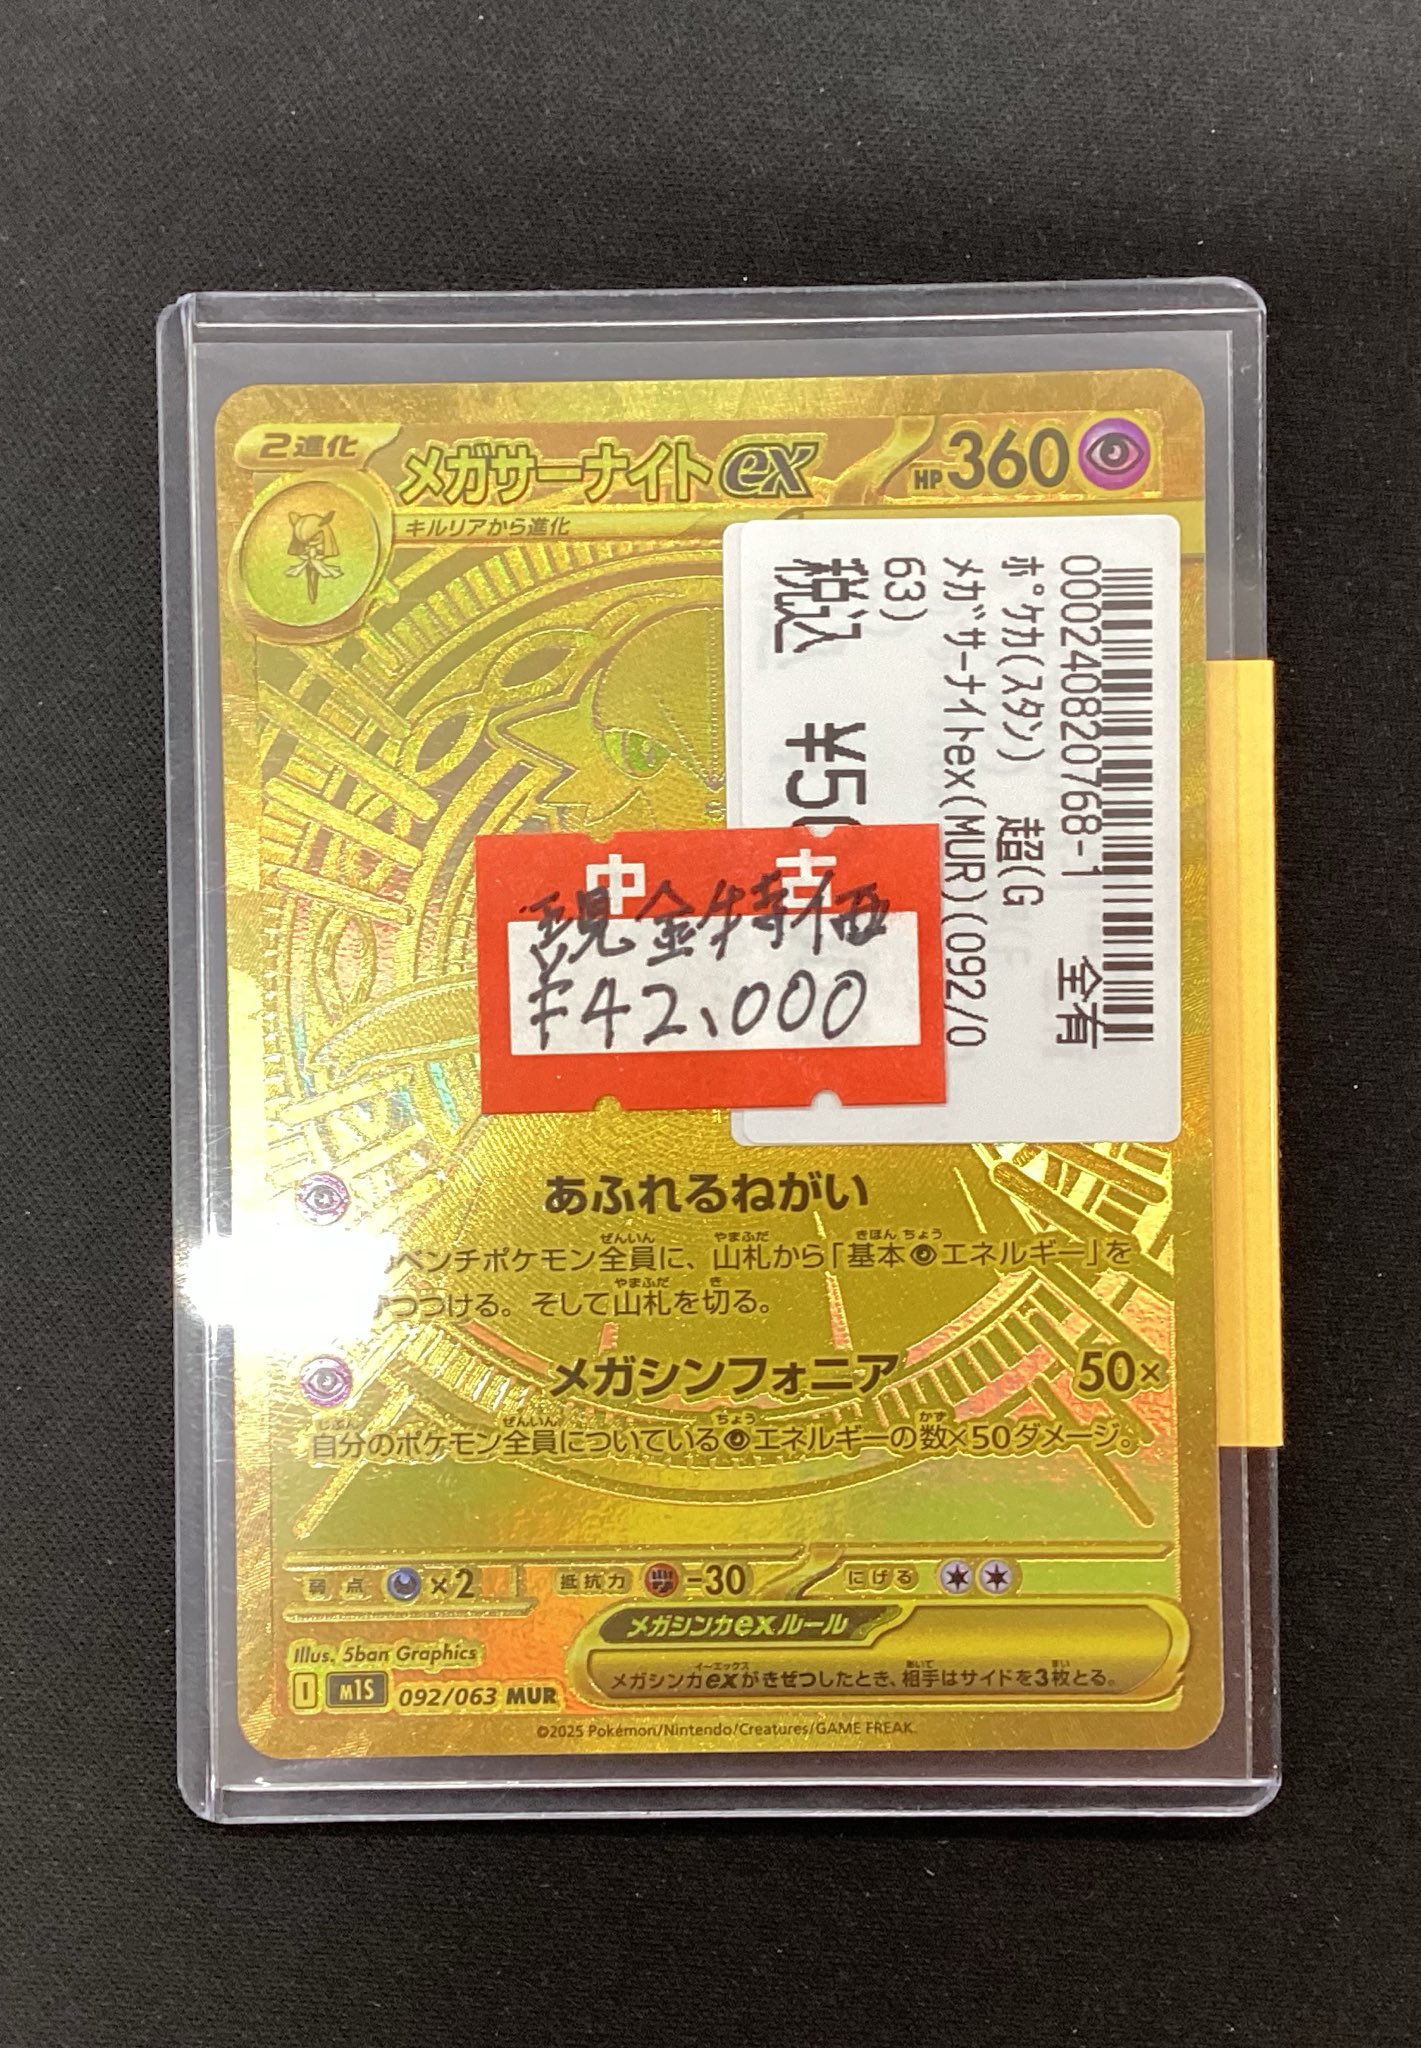 2進化
メガサーナイトex
HP360
キルリアから進化
000240820768-1 全有
ポケカ(スタン) 超(G
メガサーナイトex(MUR)(092/0
63)
税込 ¥5
中古
現金特価
¥42,000
あふれるねがい
ベンチポケモン全員に、山札から「基本エネルギー」を
つつける。そして山札を切る。
メガシンフォニア 50×
自分のポケモン全員についているエネルギーの数×50ダメージ。
弱点 ×2 抵抗力 -30 にげる
メガシンカexルール
メガシンカexがきぜつしたとき、相手はサイドを3枚とる。
Illus. 5ban Graphics
I M1S 092/063 MUR
©2025 Pokémon/Nintendo/Creatures/GAME FREAK.